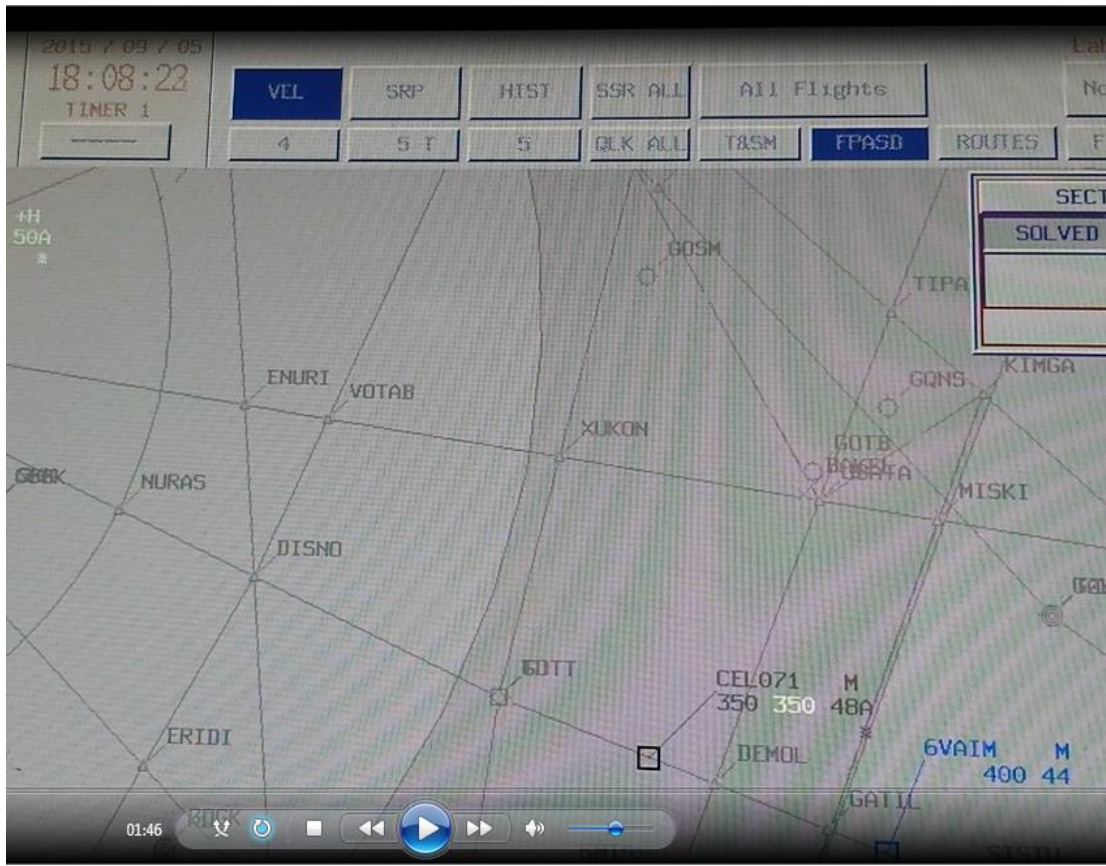 2015 / 09 / 05
18:08:23
TIMER 1
-----
VEL SRP HIST SSR ALL All Flights
4 5 T 5 QLK ALL T&SM FPASD ROUTES
SECT
SOLVED
+H
50A
GOSM
TIPA
KIMGA
ENURI
VOTAB
GQNS
XUKON
GOTB
NURAS
MISKI
DISNO
CEL071 M
350 350 48A
ERIDI
DEMOL
6VAIM M
400 44
GATIL
01:46